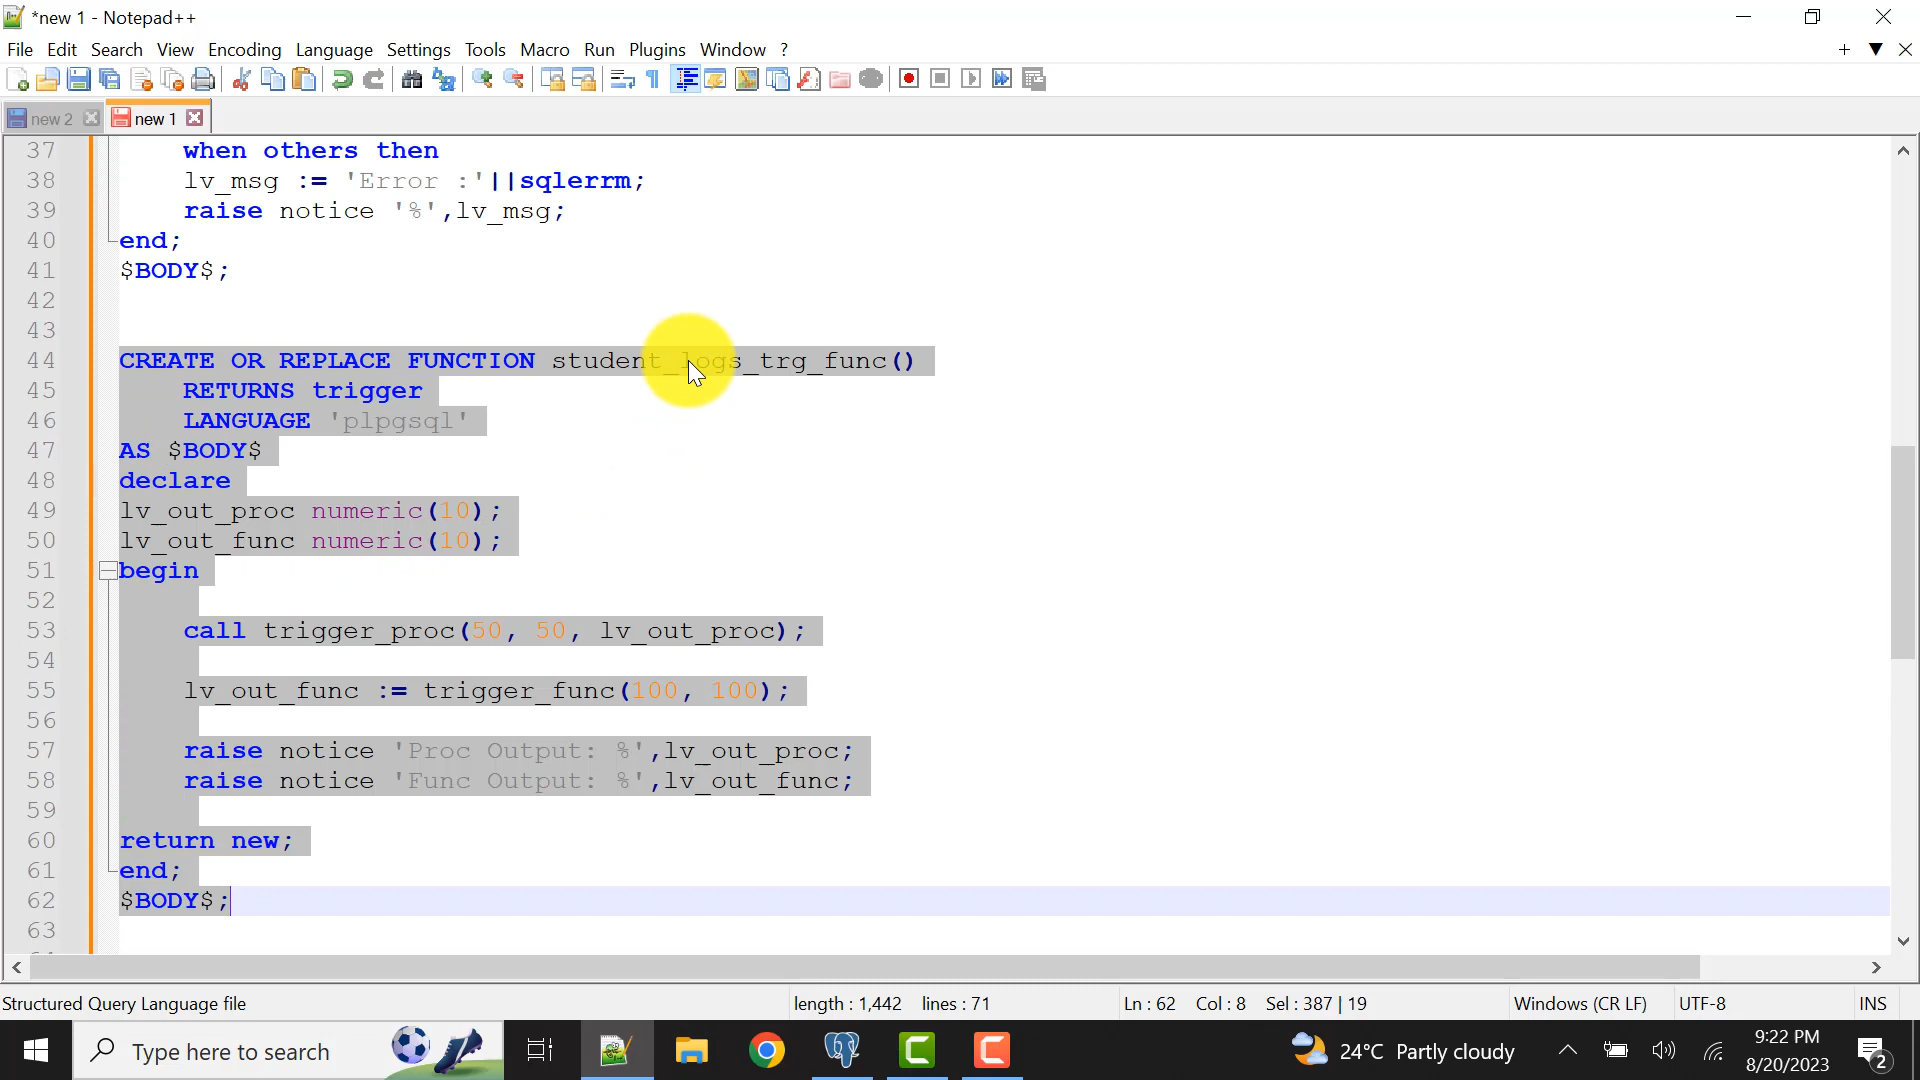 *new 1 - Notepad++
File Edit Search View Encoding Language Settings Tools Macro Run Plugins Window ?
new 2 new 1
37 when others then
38 lv_msg := 'Error :'||sqlerrm;
39 raise notice '%',lv_msg;
40 end;
41 $BODY$;
42
43
44 CREATE OR REPLACE FUNCTION student_logs_trg_func()
45 RETURNS trigger
46 LANGUAGE 'plpgsql'
47 AS $BODY$
48 declare
49 lv_out_proc numeric(10);
50 lv_out_func numeric(10);
51 begin
52
53 call trigger_proc(50, 50, lv_out_proc);
54
55 lv_out_func := trigger_func(100, 100);
56
57 raise notice 'Proc Output: %',lv_out_proc;
58 raise notice 'Func Output: %',lv_out_func;
59
60 return new;
61 end;
62 $BODY$;
63
Structured Query Language file length : 1,442 lines : 71 Ln : 62 Col : 8 Sel : 387 | 19 Windows (CR LF) UTF-8 INS
Type here to search 24°C Partly cloudy 9:22 PM
8/20/2023 2